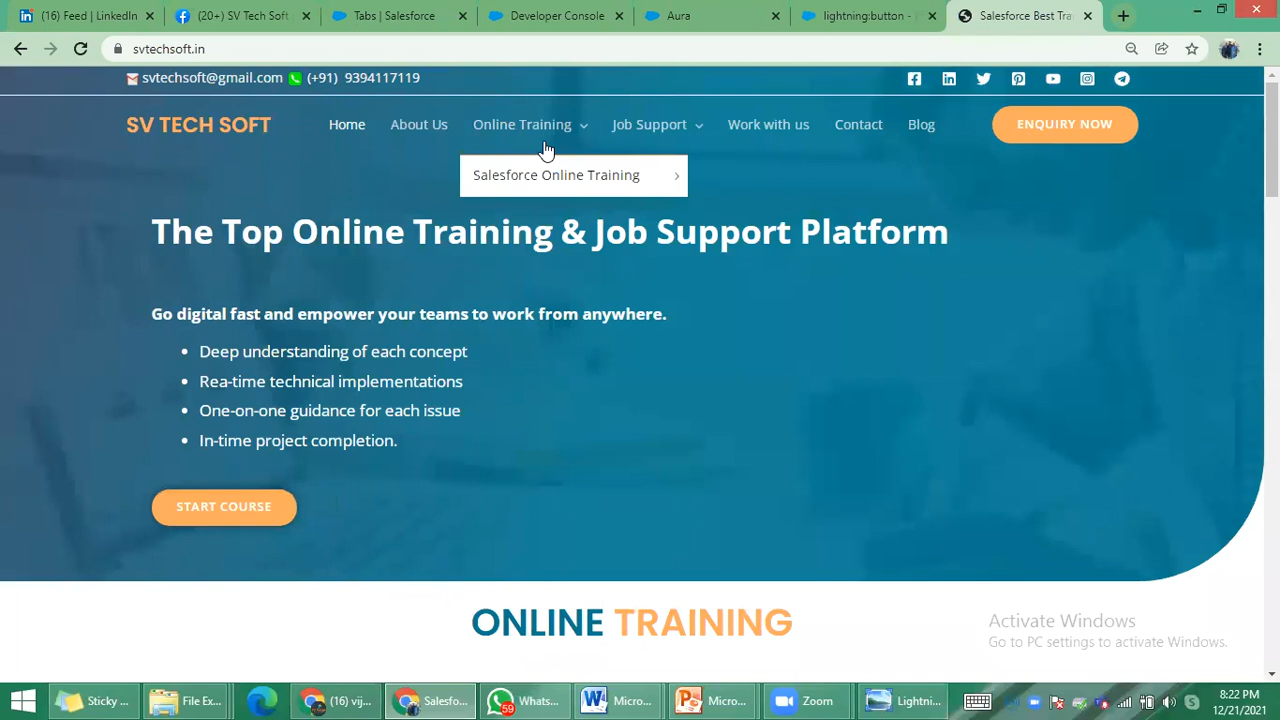 (16) Feed | LinkedIn
(20+) SV Tech Soft
Tabs | Salesforce
Developer Console
Aura
lightning:button - 
Salesforce Best Tra
svtechsoft.in
svtechsoft@gmail.com (+91) 9394117119
SV TECH SOFT
Home
About Us
Online Training
Job Support
Work with us
Contact
Blog
ENQUIRY NOW
Salesforce Online Training
The Top Online Training & Job Support Platform
Go digital fast and empower your teams to work from anywhere.
• Deep understanding of each concept
• Rea-time technical implementations
• One-on-one guidance for each issue
• In-time project completion.
START COURSE
ONLINE TRAINING
Activate Windows
Go to PC settings to activate Windows.
Sticky
File Ex...
(16) vij...
Salesfo...
59
Whats...
Micro...
Micro...
Zoom
Lightni...
8:22 PM
12/21/2021